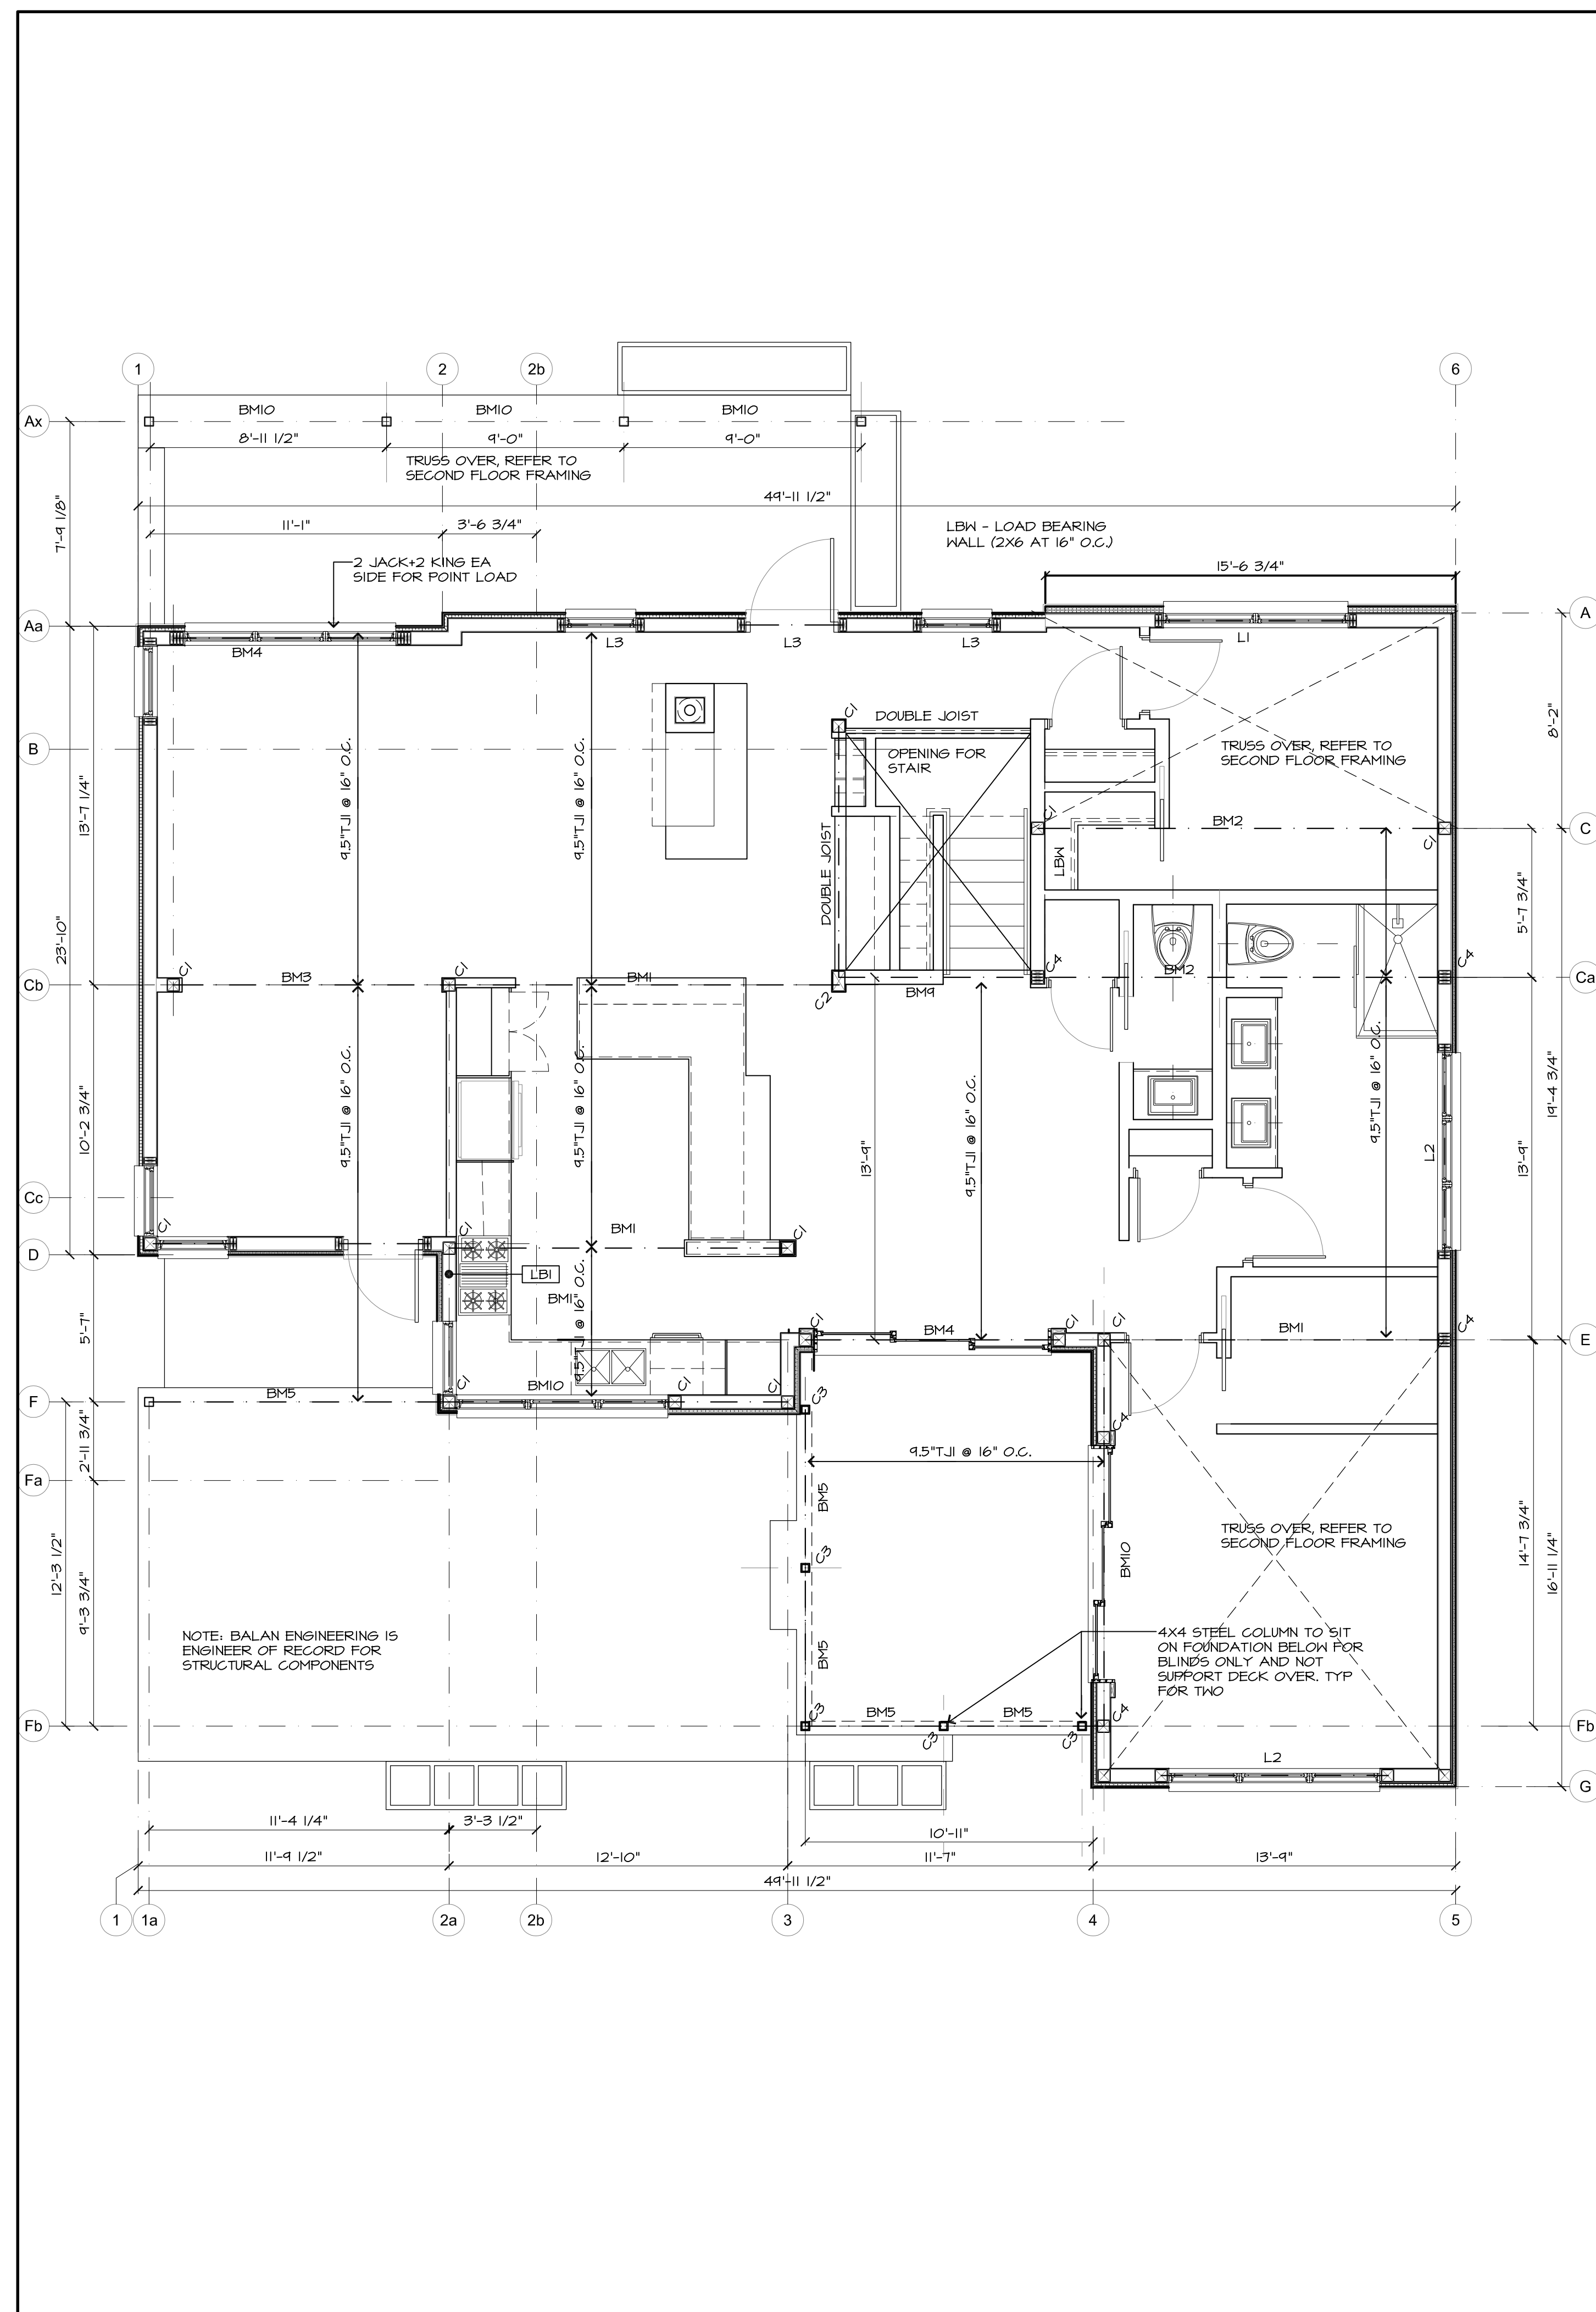 1
2
2b
6
Ax
BM10
BM10
BM10
8'-11 1/2"
9'-0"
9'-0"
TRUSS OVER, REFER TO
SECOND FLOOR FRAMING
7'-9 1/8"
49'-11 1/2"
11'-1"
3'-6 3/4"
LBW - LOAD BEARING
WALL (2X6 AT 16" O.C.)
2 JACK+2 KING EA
SIDE FOR POINT LOAD
15'-6 3/4"
Aa
A
BM4
L3
L3
L3
L1
C1
DOUBLE JOIST
B
OPENING FOR
STAIR
TRUSS OVER, REFER TO
SECOND FLOOR FRAMING
8'-2"
13'-7 1/4"
9.5"TJI @ 16" O.C.
9.5"TJI @ 16" O.C.
C1
BM2
C
C1
DOUBLE JOIST
LBW
23'-10"
5'-7 3/4"
C1
C1
C4
C4
Cb
BM3
BM1
BM2
Ca
C2
BM9
10'-2 3/4"
9.5"TJI @ 16" O.C.
9.5"TJI @ 16" O.C.
13'-9"
9.5"TJI @ 16" O.C.
9.5"TJI @ 16" O.C.
L2
13'-9"
19'-4 3/4"
Cc
C1
C1
BM1
C1
D
LB1
BM1
9.5"TJI @ 16" O.C.
5'-7"
C1
BM4
C1
C1
BM1
C4
E
C1
BM10
C1
C1
F
BM5
C3
C4
2'-11 3/4"
9.5"TJI @ 16" O.C.
Fa
BM5
12'-3 1/2"
9'-3 3/4"
C3
BM10
TRUSS OVER, REFER TO
SECOND FLOOR FRAMING
14'-7 3/4"
16'-11 1/4"
NOTE: BALAN ENGINEERING IS
ENGINEER OF RECORD FOR
STRUCTURAL COMPONENTS
BM5
4X4 STEEL COLUMN TO SIT
ON FOUNDATION BELOW FOR
BLINDS ONLY AND NOT
SUPPORT DECK OVER. TYP
FOR TWO
Fb
C3
BM5
BM5
C3
C3
C4
Fb
L2
G
11'-4 1/4"
3'-3 1/2"
10'-11"
11'-9 1/2"
12'-10"
11'-7"
13'-9"
49'-11 1/2"
1
1a
2a
2b
3
4
5